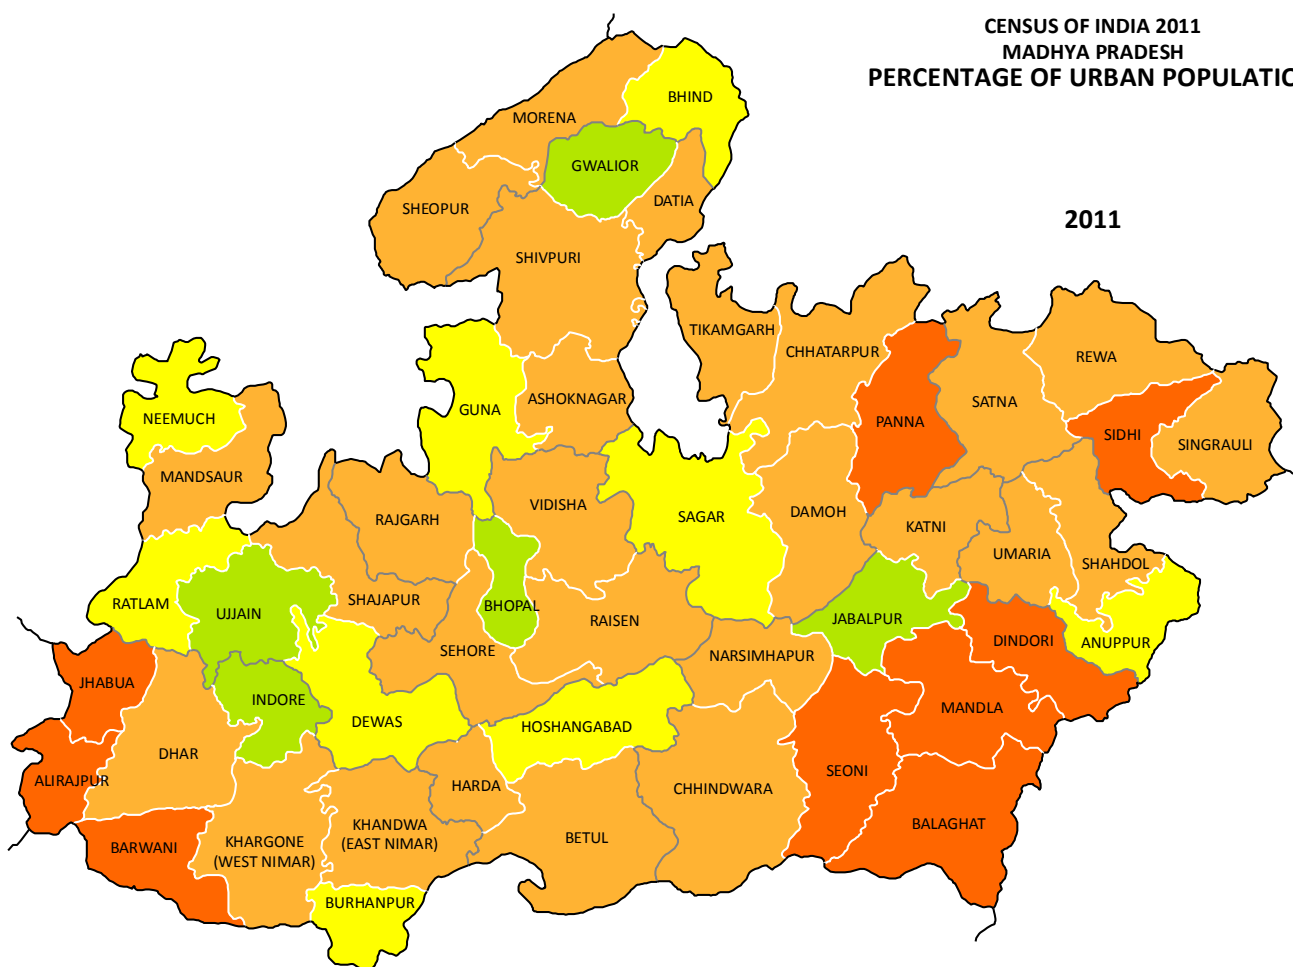 CENSUS OF INDIA 2011
MADHYA PRADESH
PERCENTAGE OF URBAN POPULATIO
2011
BHIND
MORENA
GWALIOR
DATIA
SHEOPUR
SHIVPURI
TIKAMGARH
CHHATARPUR
REWA
SATNA
ASHOKNAGAR
GUNA
NEEMUCH
PANNA
SIDHI
SINGRAULI
MANDSAUR
VIDISHA
RAJGARH
SAGAR
DAMOH
KATNI
UMARIA
SHAHDOL
RATLAM
UJJAIN
SHAJAPUR
BHOPAL
RAISEN
JABALPUR
DINDORI
ANUPPUR
SEHORE
NARSIMHAPUR
JHABUA
INDORE
DEWAS
HOSHANGABAD
MANDLA
DHAR
ALIRAJPUR
HARDA
CHHINDWARA
SEONI
BARWANI
KHARGONE
(WEST NIMAR)
KHANDWA
(EAST NIMAR)
BETUL
BALAGHAT
BURHANPUR